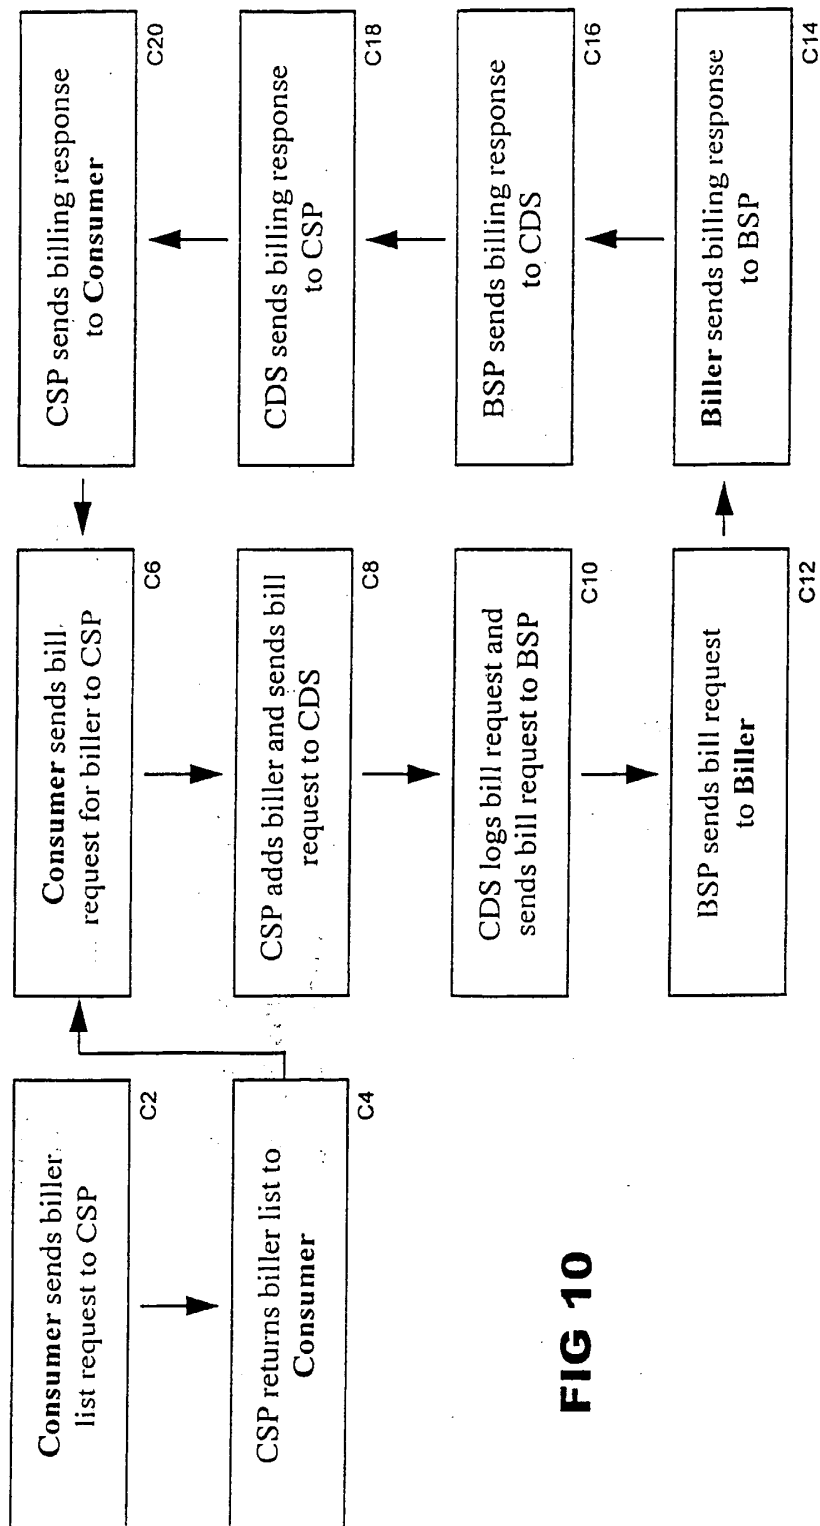 Consumer sends biller
list request to CSP
C2
CSP returns biller list to
Consumer
C4
Consumer sends bill
request for biller to CSP
C6
CSP adds biller and sends bill
request to CDS
C8
CDS logs bill request and
sends bill request to BSP
C10
BSP sends bill request
to Biller
C12
Biller sends billing response
to BSP
C14
BSP sends billing response
to CDS
C16
CDS sends billing response
to CSP
C18
CSP sends billing response
to Consumer
C20
FIG 10